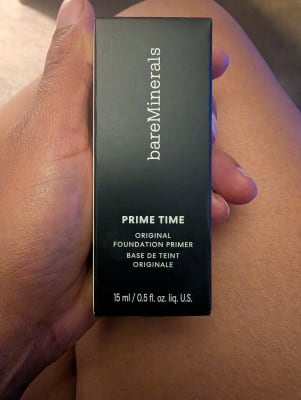 bareMinerals
PRIME TIME
ORIGINAL
FOUNDATION PRIMER
BASE DE TEINT
ORIGINALE
15 ml / 0.5 fl. oz. liq. U.S.